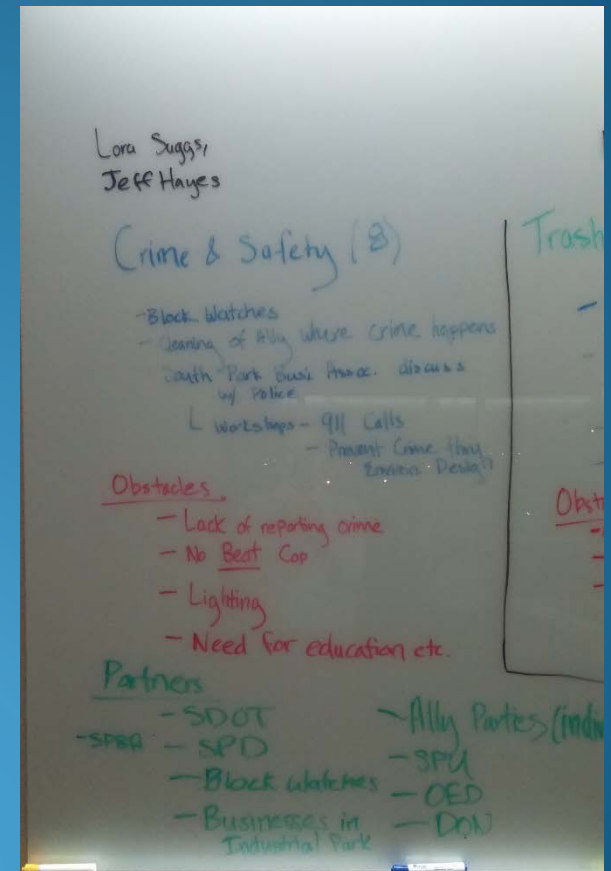 Lora Suggs,
Jeff Hayes
Crime & Safety (8)
- Block Watches
- Cleaning of Ally where crime happens
South Park Busi. Assoc. discuss
w/ Police
Workshops - 911 Calls
- Prevent Crime thru
Environ. Design
Obstacles
- Lack of reporting crime
- No Beat Cop
- Lighting
- Need for education etc.
Partners
- SDOT
- SPBA - SPD
- Block Watches
- Businesses in
Industrial Park
- Ally Parties (indiv
- SPU
- OED
- DON
Trash
Obst